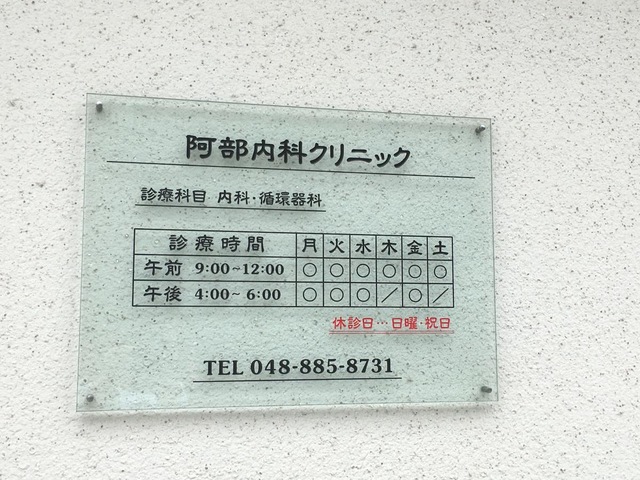 阿部内科クリニック
診療科目 内科・循環器科
診療時間 月 火 水 木 金 土
午前 9:00~12:00 ○ ○ ○ ○ ○ ○
午後 4:00~ 6:00 ○ ○ ○ ／ ○ ／
休診日…日曜・祝日
TEL 048-885-8731